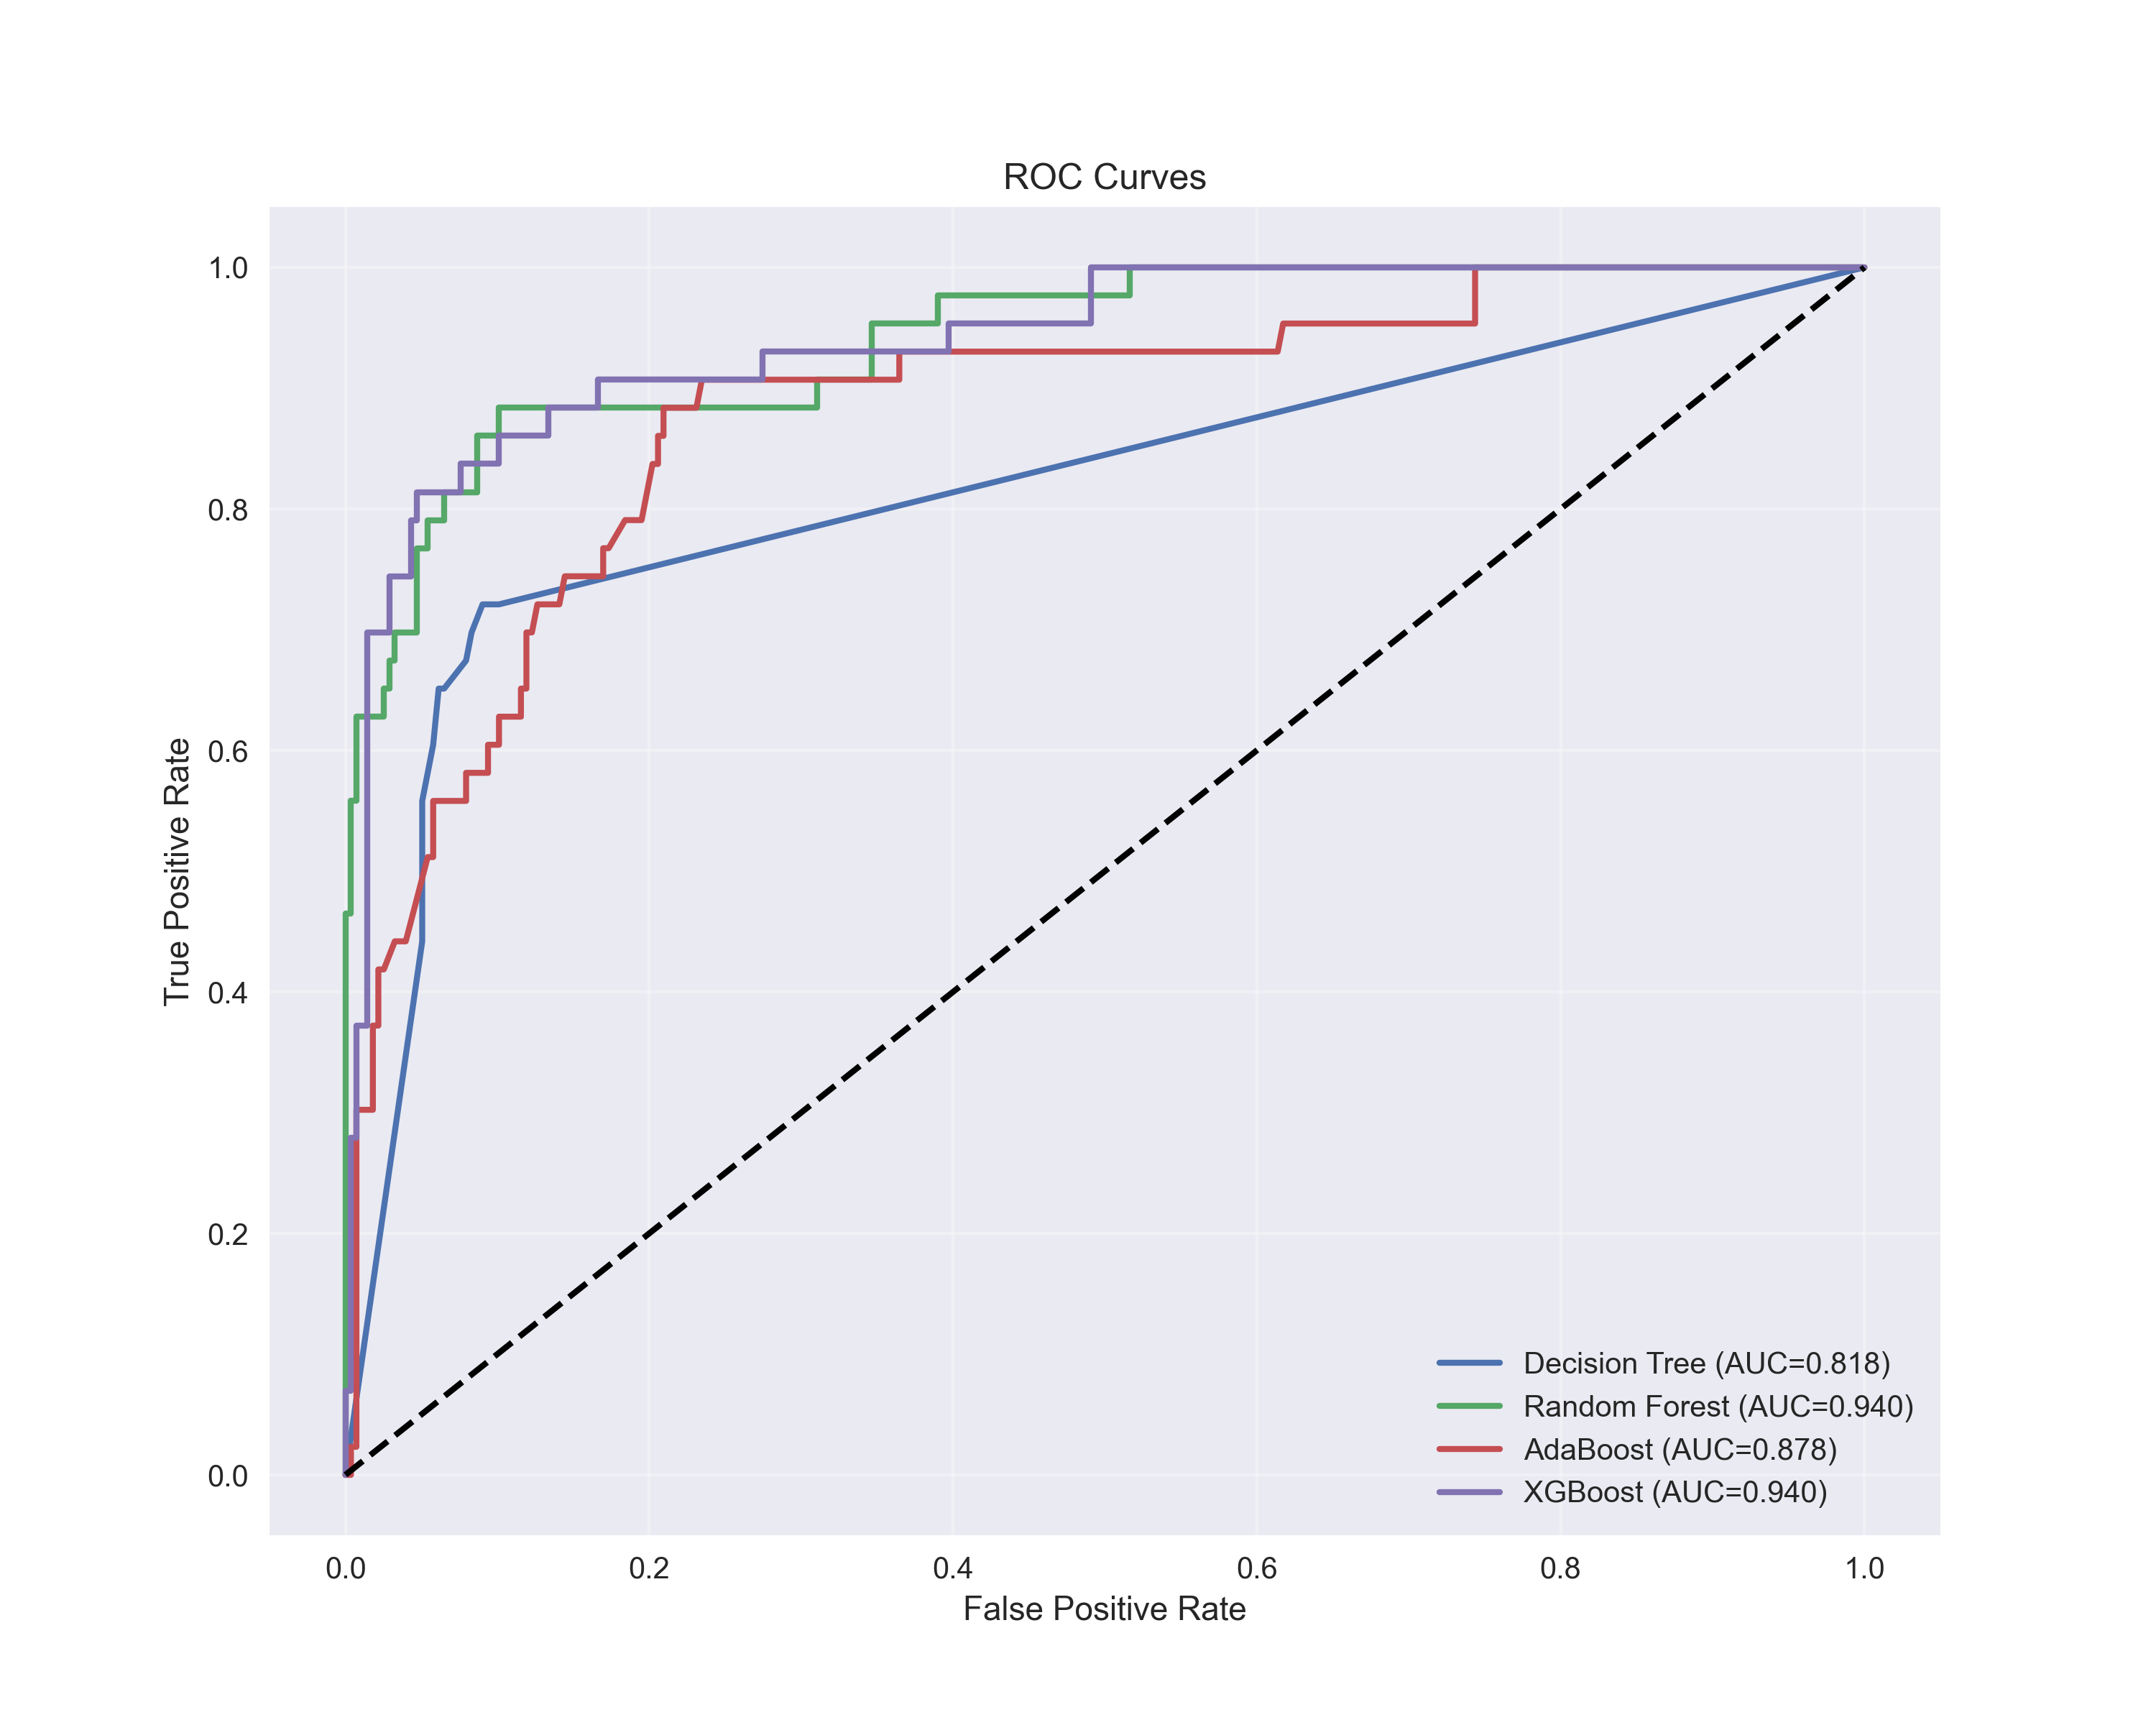 ROC Curves
1.0
0.8
0.6
0.4
0.2
0.0
True Positive Rate
0.0 0.2 0.4 0.6 0.8 1.0
False Positive Rate
Decision Tree (AUC=0.818)
Random Forest (AUC=0.940)
AdaBoost (AUC=0.878)
XGBoost (AUC=0.940)